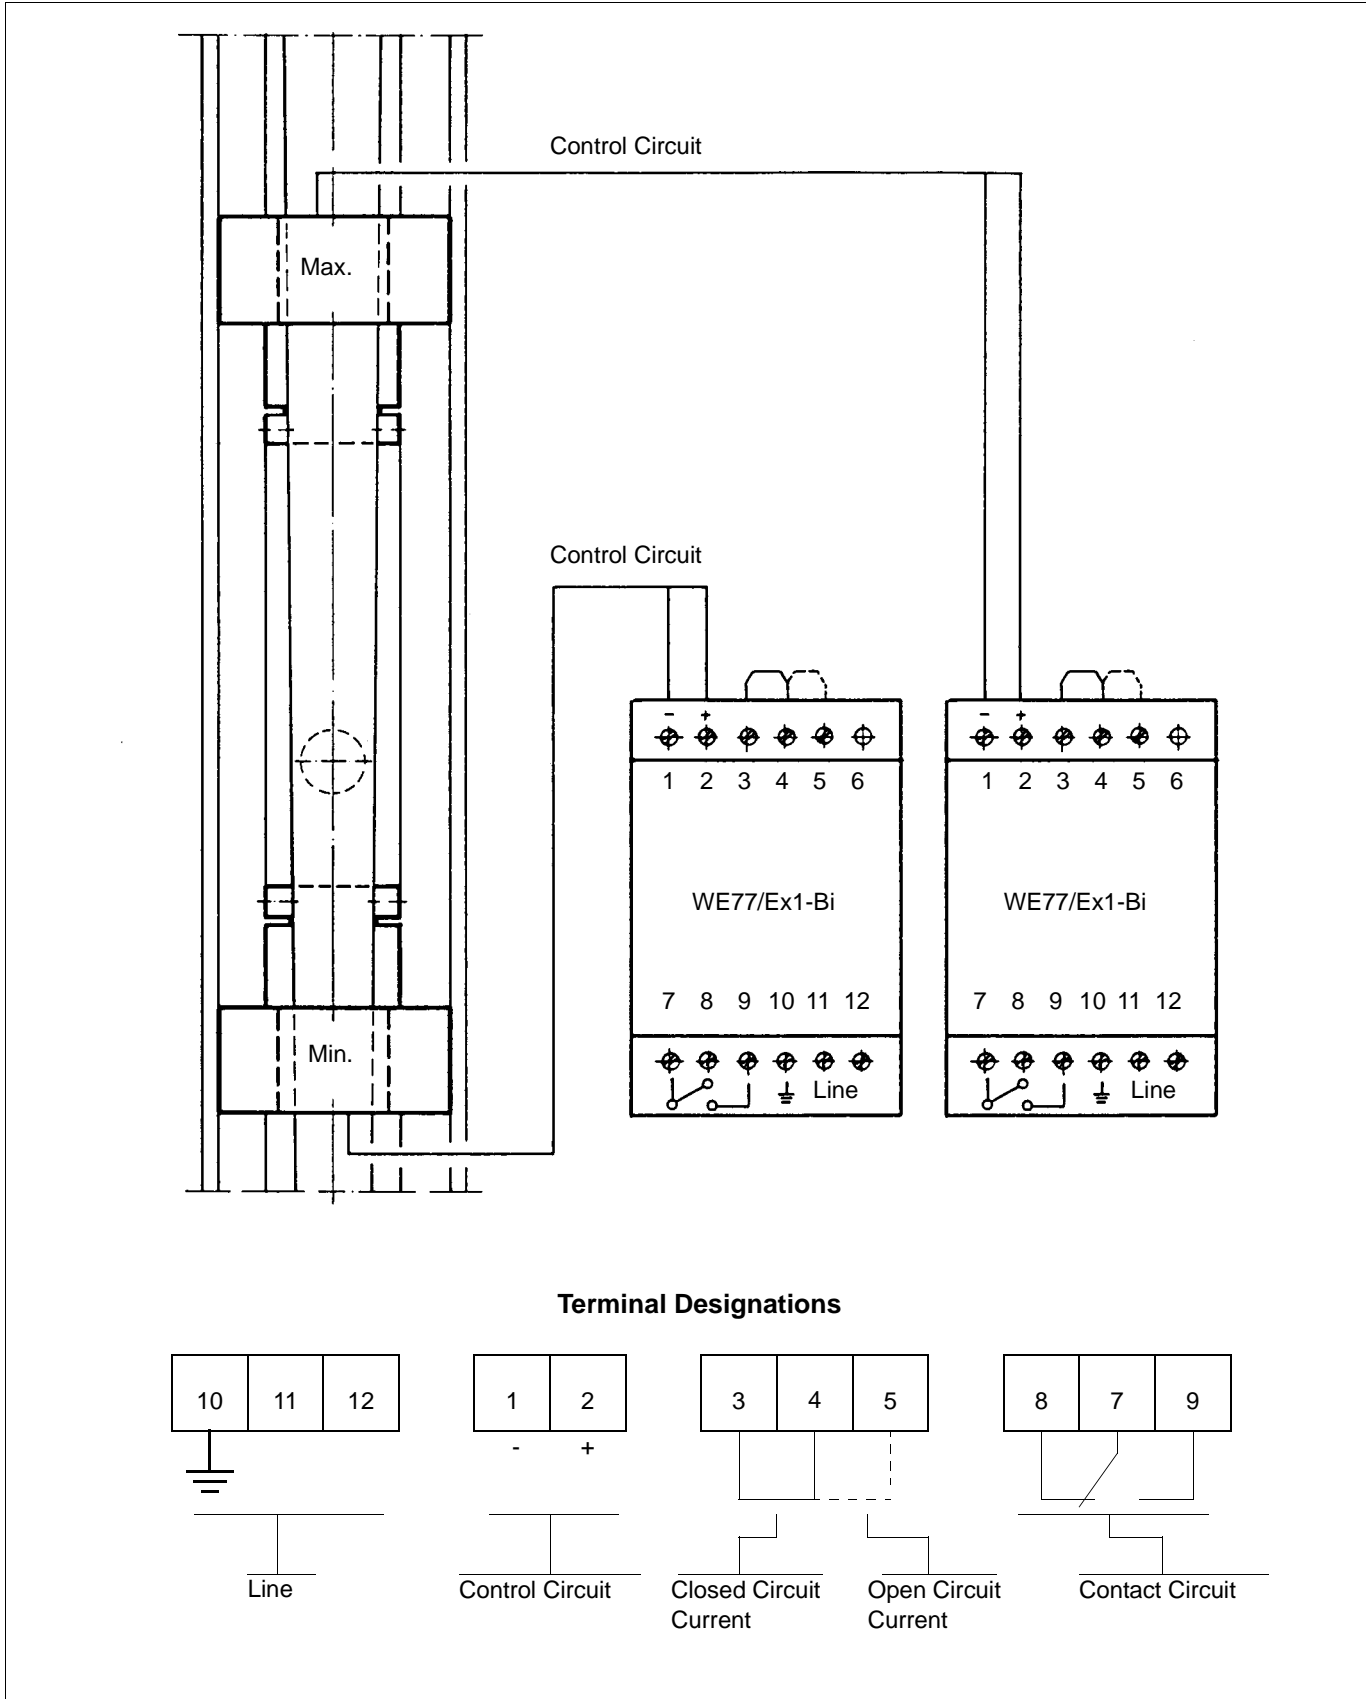 Control Circuit
Max.
Control Circuit
- + - +
1 2 3 4 5 6 1 2 3 4 5 6
WE77/Ex1-Bi WE77/Ex1-Bi
7 8 9 10 11 12 7 8 9 10 11 12
Min.
Line Line
Terminal Designations
10 11 12 1 2 3 4 5 8 7 9
- +
Line Control Circuit Closed Circuit Open Circuit Contact Circuit
Current Current